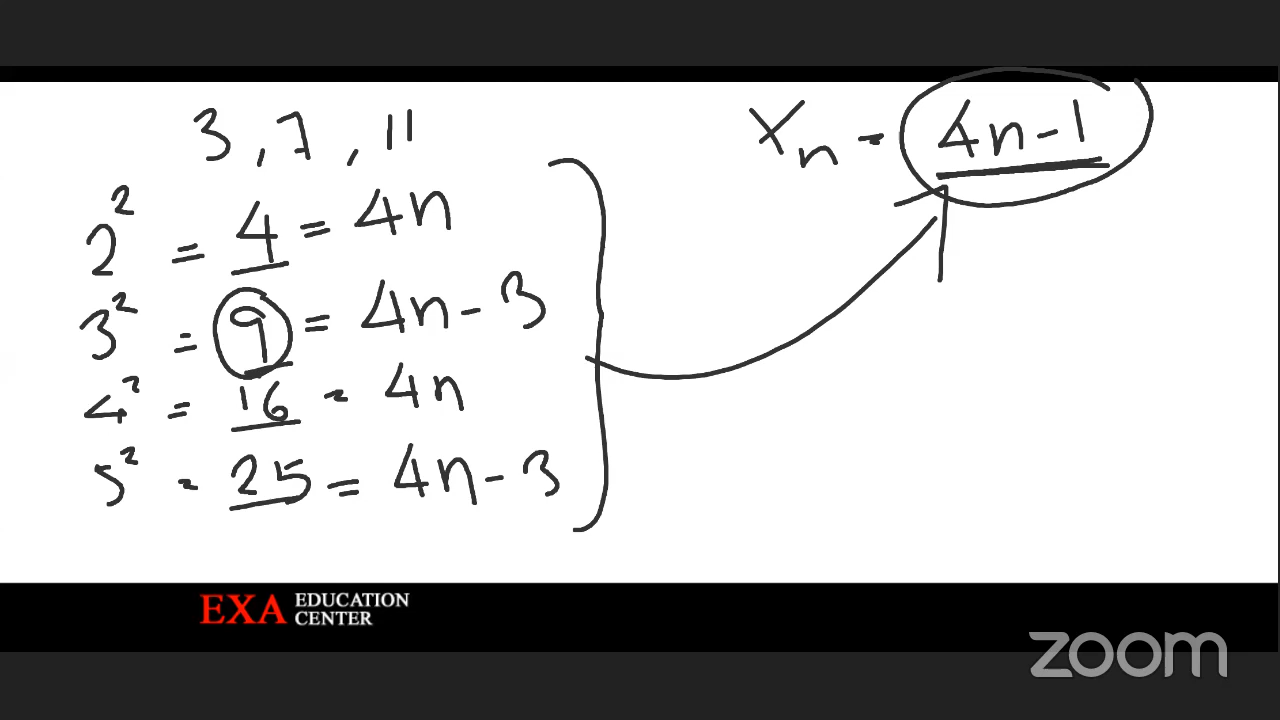 3, 7, 11
Xn = 4n-1
2² = 4 = 4n
3² = 9 = 4n-3
4² = 16 = 4n
5² = 25 = 4n-3
EXA EDUCATION
CENTER
zoom